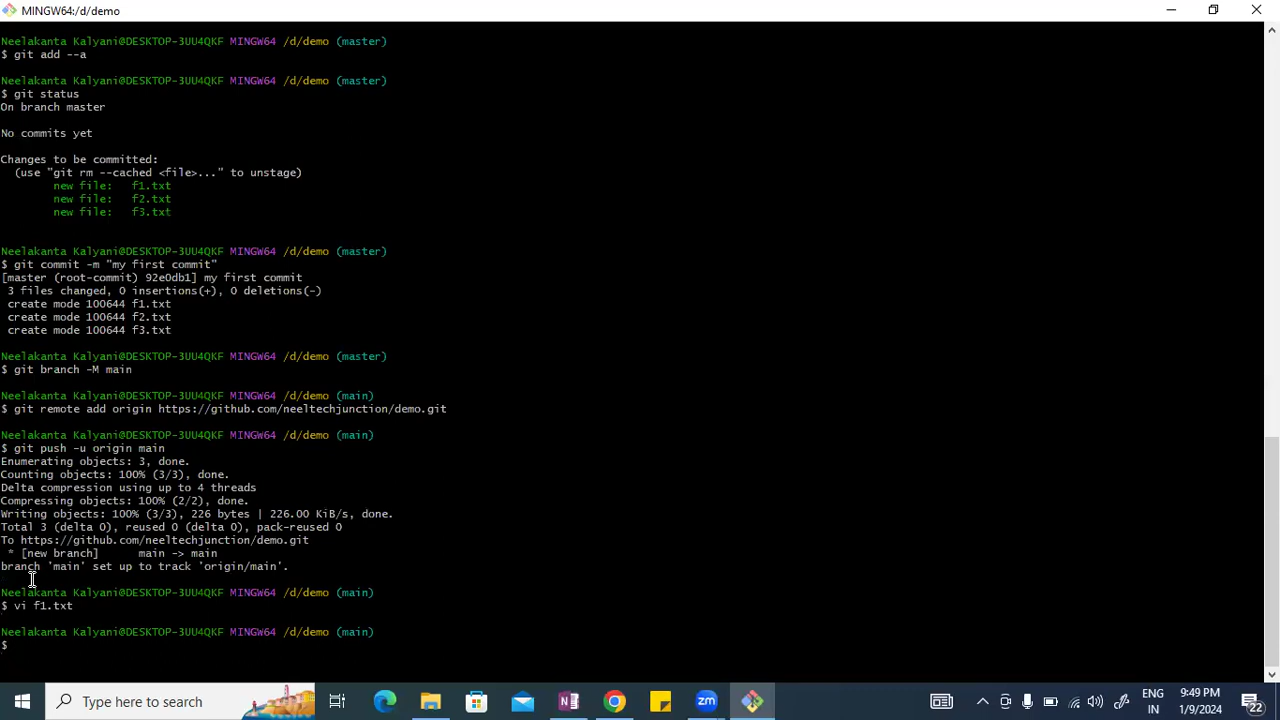 MINGW64:/d/demo
Neelakanta Kalyani@DESKTOP-3UU4QKF MINGW64 /d/demo (master)
$ git add --a
Neelakanta Kalyani@DESKTOP-3UU4QKF MINGW64 /d/demo (master)
$ git status
On branch master
No commits yet
Changes to be committed:
(use "git rm --cached <file>..." to unstage)
new file: f1.txt
new file: f2.txt
new file: f3.txt
Neelakanta Kalyani@DESKTOP-3UU4QKF MINGW64 /d/demo (master)
$ git commit -m "my first commit"
[master (root-commit) 92e0db1] my first commit
3 files changed, 0 insertions(+), 0 deletions(-)
create mode 100644 f1.txt
create mode 100644 f2.txt
create mode 100644 f3.txt
Neelakanta Kalyani@DESKTOP-3UU4QKF MINGW64 /d/demo (master)
$ git branch -M main
Neelakanta Kalyani@DESKTOP-3UU4QKF MINGW64 /d/demo (main)
$ git remote add origin https://github.com/neeltechjunction/demo.git
Neelakanta Kalyani@DESKTOP-3UU4QKF MINGW64 /d/demo (main)
$ git push -u origin main
Enumerating objects: 3, done.
Counting objects: 100% (3/3), done.
Delta compression using up to 4 threads
Compressing objects: 100% (2/2), done.
Writing objects: 100% (3/3), 226 bytes | 226.00 KiB/s, done.
Total 3 (delta 0), reused 0 (delta 0), pack-reused 0
To https://github.com/neeltechjunction/demo.git
* [new branch] main -> main
branch 'main' set up to track 'origin/main'.
Neelakanta Kalyani@DESKTOP-3UU4QKF MINGW64 /d/demo (main)
$ vi f1.txt
Neelakanta Kalyani@DESKTOP-3UU4QKF MINGW64 /d/demo (main)
$
Type here to search
zm
ENG
IN
9:49 PM
1/9/2024
22